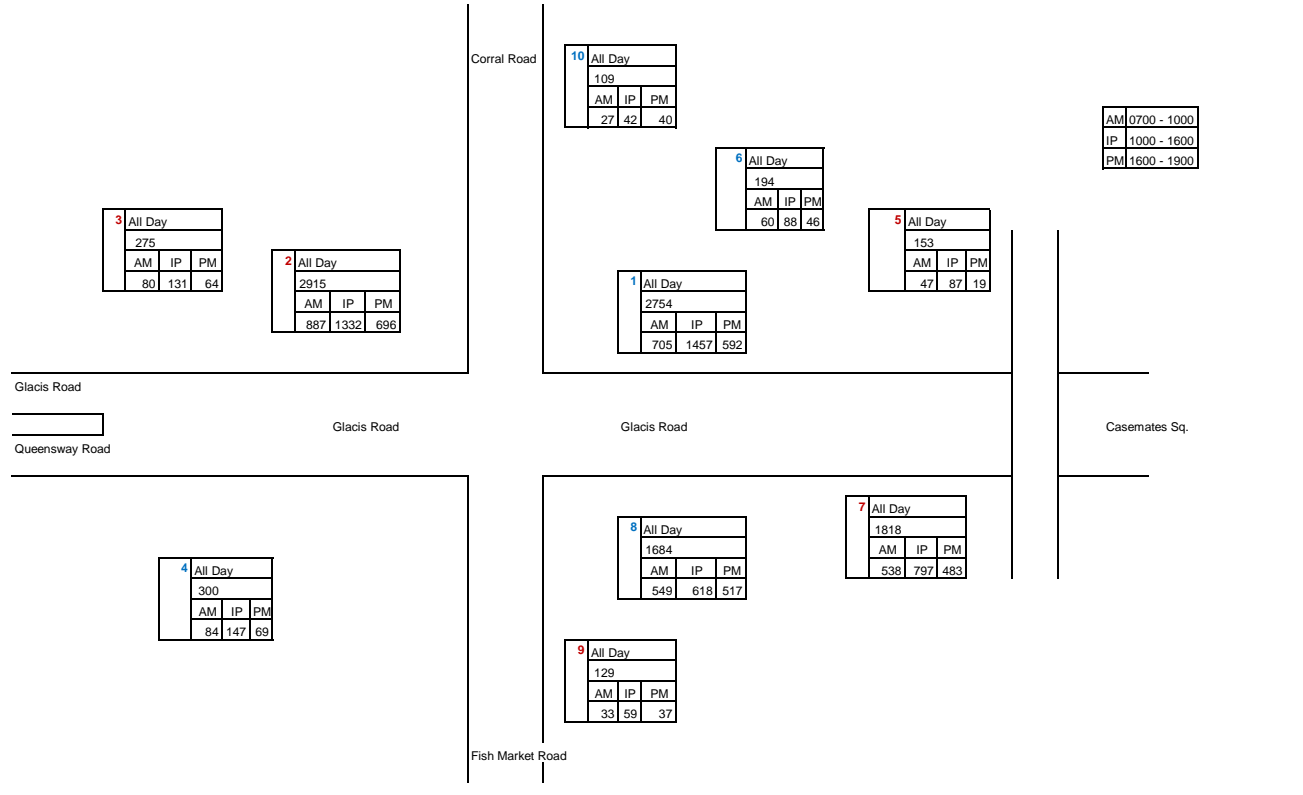 Corral Road
10 All Day
109
AM IP PM
27 42 40
AM 0700 - 1000
IP 1000 - 1600
PM 1600 - 1900
6 All Day
194
AM IP PM
60 88 46
3 All Day
275
AM IP PM
80 131 64
5 All Day
153
AM IP PM
47 87 19
2 All Day
2915
AM IP PM
887 1332 696
1 All Day
2754
AM IP PM
705 1457 592
Glacis Road
Glacis Road
Glacis Road
Casemates Sq.
Queensway Road
7 All Day
1818
AM IP PM
538 797 483
8 All Day
1684
AM IP PM
549 618 517
4 All Day
300
AM IP PM
84 147 69
9 All Day
129
AM IP PM
33 59 37
Fish Market Road